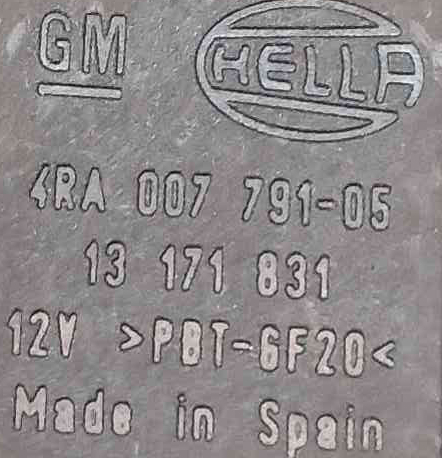 GM HELLA
4RA 007 791-05
13 171 831
12V >PBT-GF20<
Made in Spain